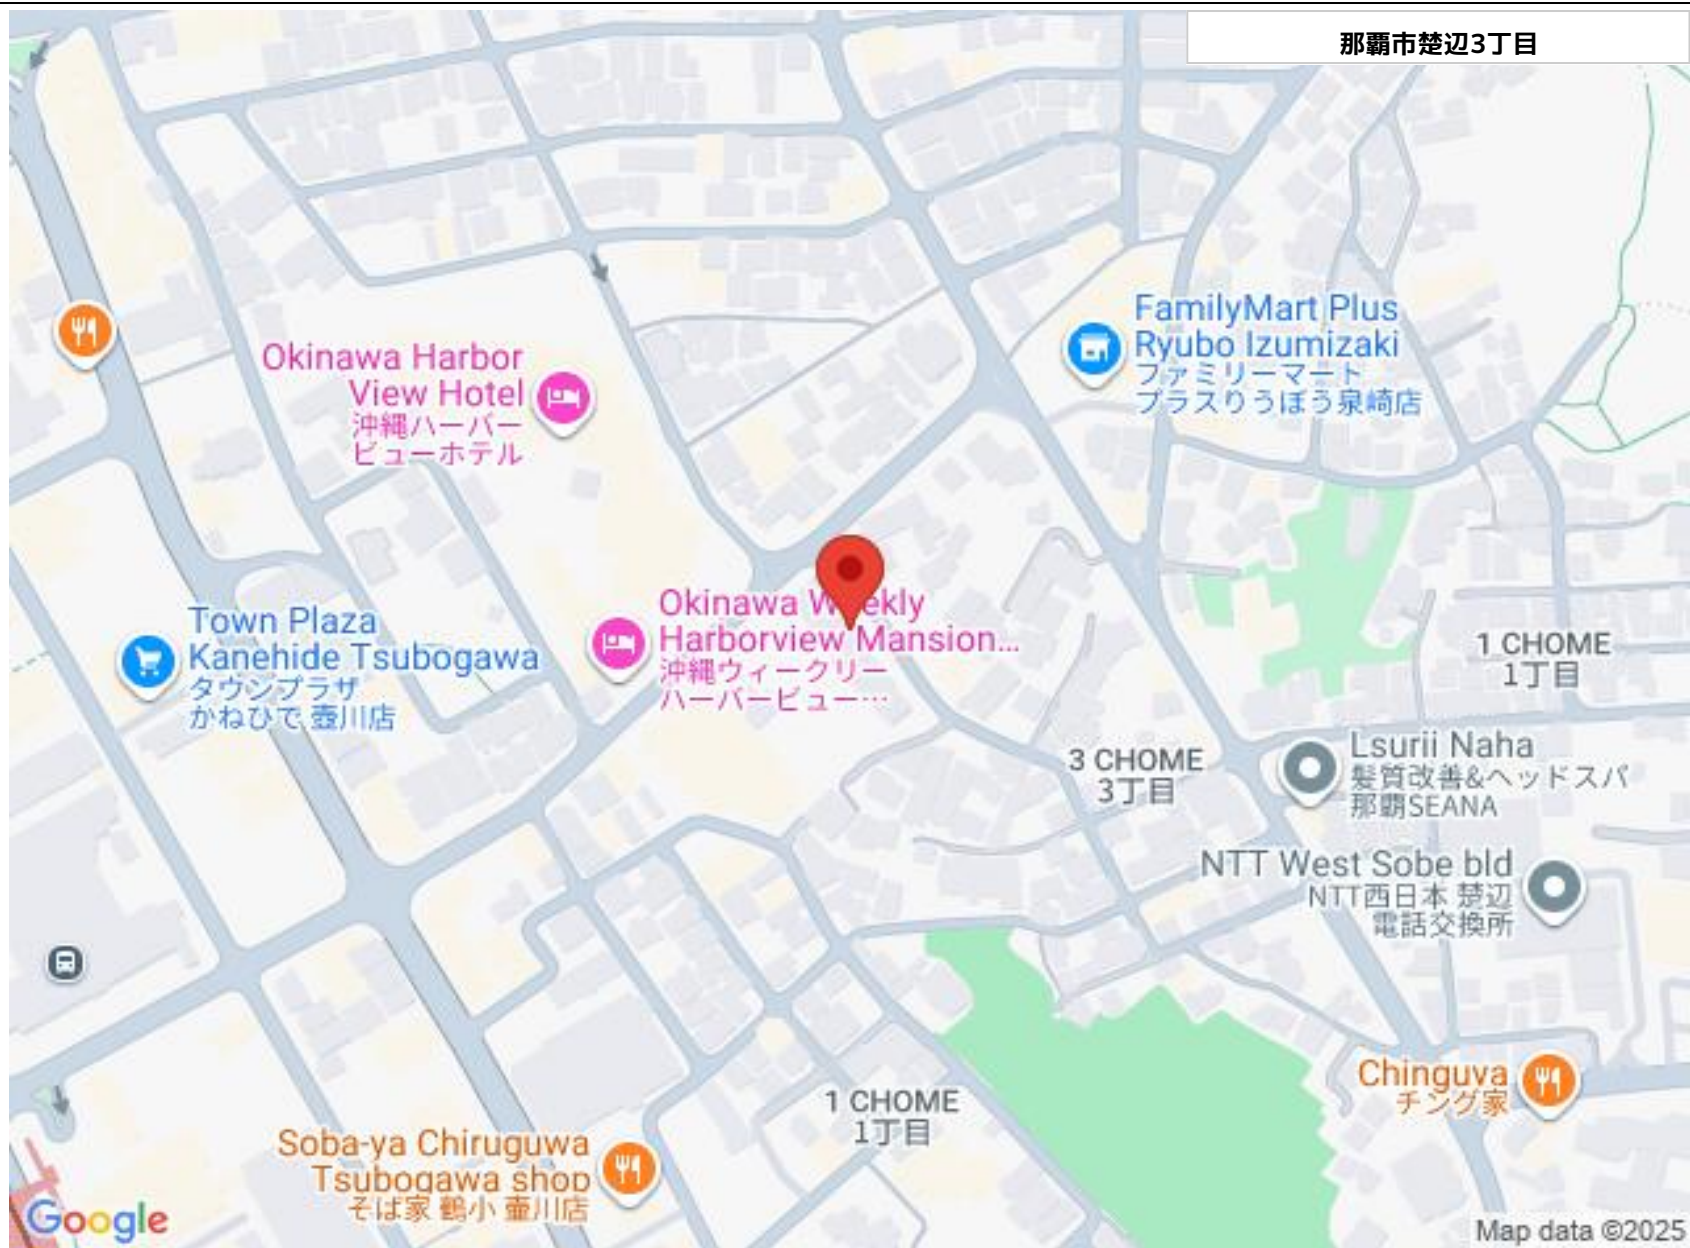 那覇市楚辺3丁目
FamilyMart Plus
Ryubo Izumizaki
ファミリーマート
プラスりうぼう泉崎店
Okinawa Harbor
View Hotel
沖縄ハーバー
ビューホテル
Okinawa Weekly
Harborview Mansion...
沖縄ウィークリー
ハーバービュー…
Town Plaza
Kanehide Tsubogawa
タウンプラザ
かねひで 壺川店
1 CHOME
1丁目
3 CHOME
3丁目
Lsurii Naha
髪質改善&ヘッドスパ
那覇SEANA
NTT West Sobe bld
NTT西日本 楚辺
電話交換所
Chinguya
チング家
1 CHOME
1丁目
Soba-ya Chiruguwa
Tsubogawa shop
そば家 鶴小 壷川店
Google
Map data ©2025